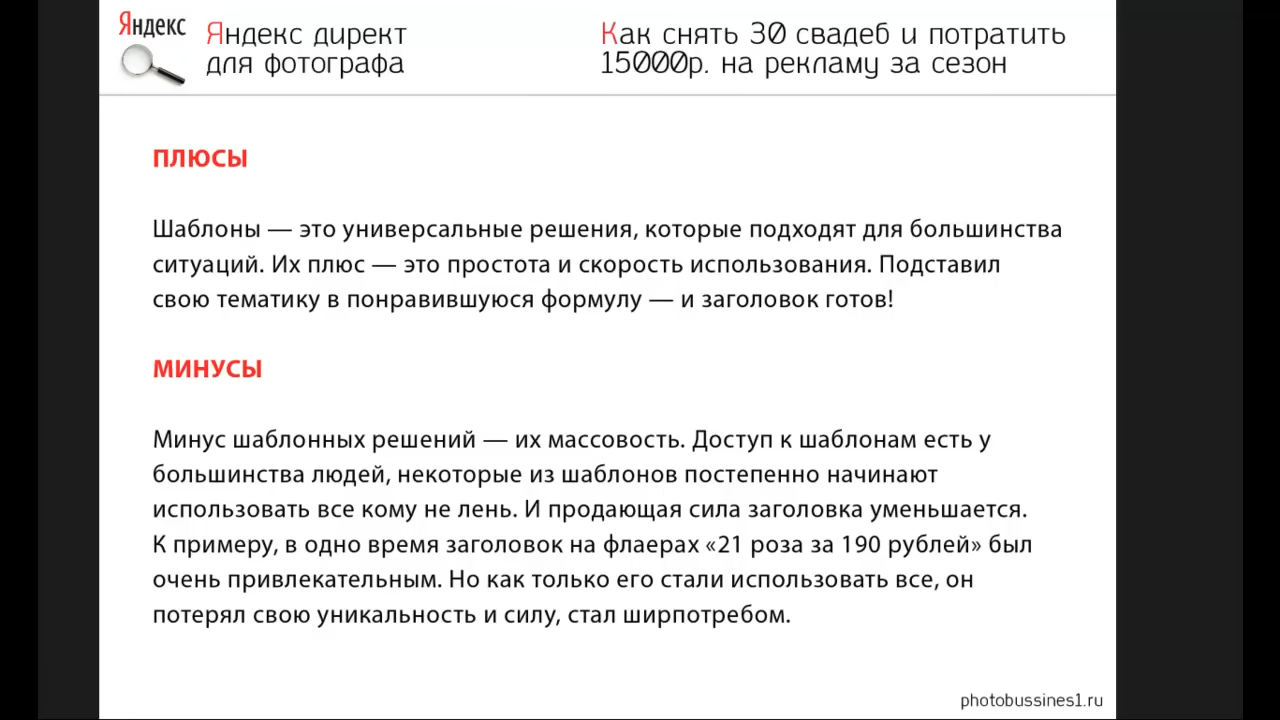 Яндекс
Яндекс директ
для фотографа
Как снять 30 свадеб и потратить
15000р. на рекламу за сезон
ПЛЮСЫ
Шаблоны — это универсальные решения, которые подходят для большинства
ситуаций. Их плюс — это простота и скорость использования. Подставил
свою тематику в понравившуюся формулу — и заголовок готов!
МИНУСЫ
Минус шаблонных решений — их массовость. Доступ к шаблонам есть у
большинства людей, некоторые из шаблонов постепенно начинают
использовать все кому не лень. И продающая сила заголовка уменьшается.
К примеру, в одно время заголовок на флаерах «21 роза за 190 рублей» был
очень привлекательным. Но как только его стали использовать все, он
потерял свою уникальность и силу, стал ширпотребом.
photobussines1.ru